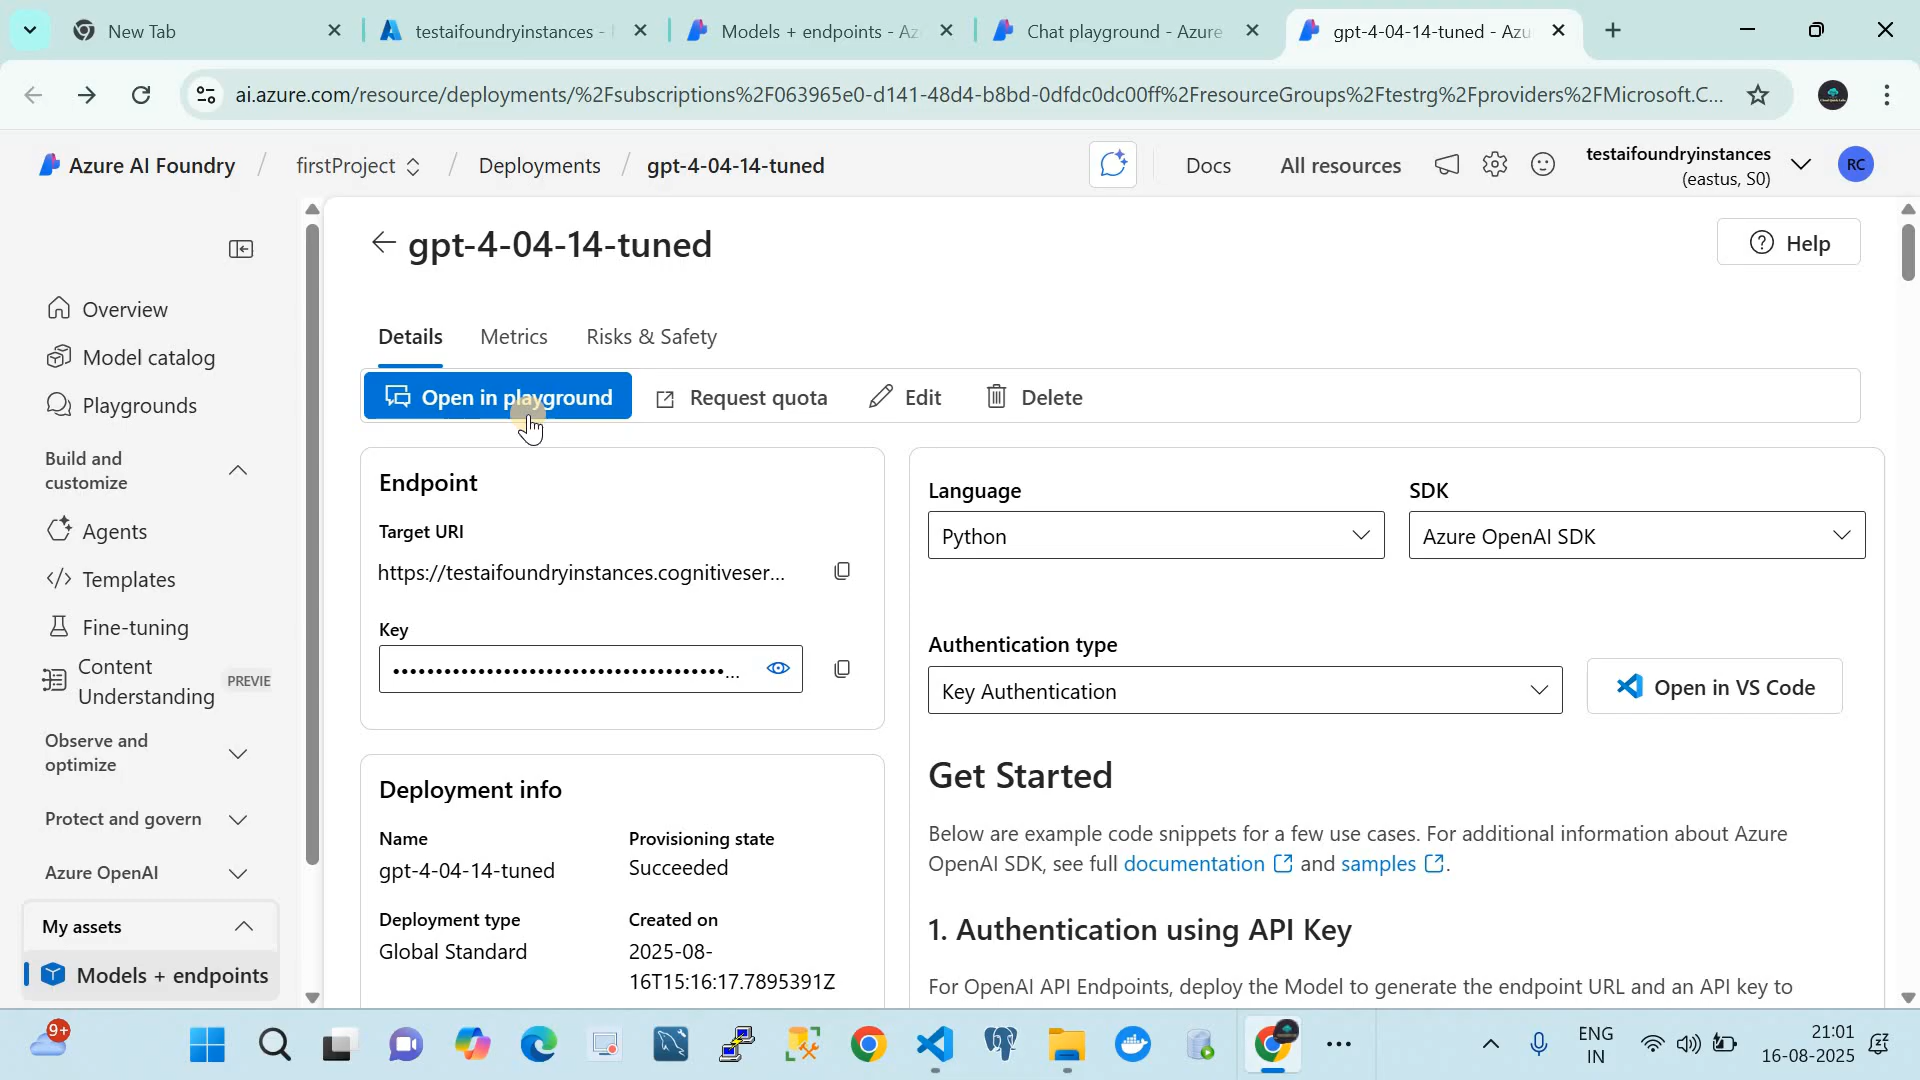 New Tab
testaifoundryinstances -
Models + endpoints - Az
Chat playground - Azure
gpt-4-04-14-tuned - Azu
ai.azure.com/resource/deployments/%2Fsubscriptions%2F063965e0-d141-48d4-b8bd-0dfdc0dc00ff%2FresourceGroups%2Ftestrg%2Fproviders%2FMicrosoft.C...
Azure AI Foundry / firstProject / Deployments / gpt-4-04-14-tuned
Docs
All resources
testaifoundryinstances
(eastus, S0)
RC
gpt-4-04-14-tuned
Help
Overview
Model catalog
Playgrounds
Build and
customize
Agents
Templates
Fine-tuning
Content
Understanding
PREVIE
Observe and
optimize
Protect and govern
Azure OpenAI
My assets
Models + endpoints
Details
Metrics
Risks & Safety
Open in playground
Request quota
Edit
Delete
Endpoint
Target URI
https://testaifoundryinstances.cognitiveser...
Key
Deployment info
Name
gpt-4-04-14-tuned
Provisioning state
Succeeded
Deployment type
Global Standard
Created on
2025-08-
16T15:16:17.7895391Z
Language
Python
SDK
Azure OpenAI SDK
Authentication type
Key Authentication
Open in VS Code
Get Started
Below are example code snippets for a few use cases. For additional information about Azure
OpenAI SDK, see full documentation and samples .
1. Authentication using API Key
For OpenAI API Endpoints, deploy the Model to generate the endpoint URL and an API key to
9+
ENG
IN
21:01
16-08-2025